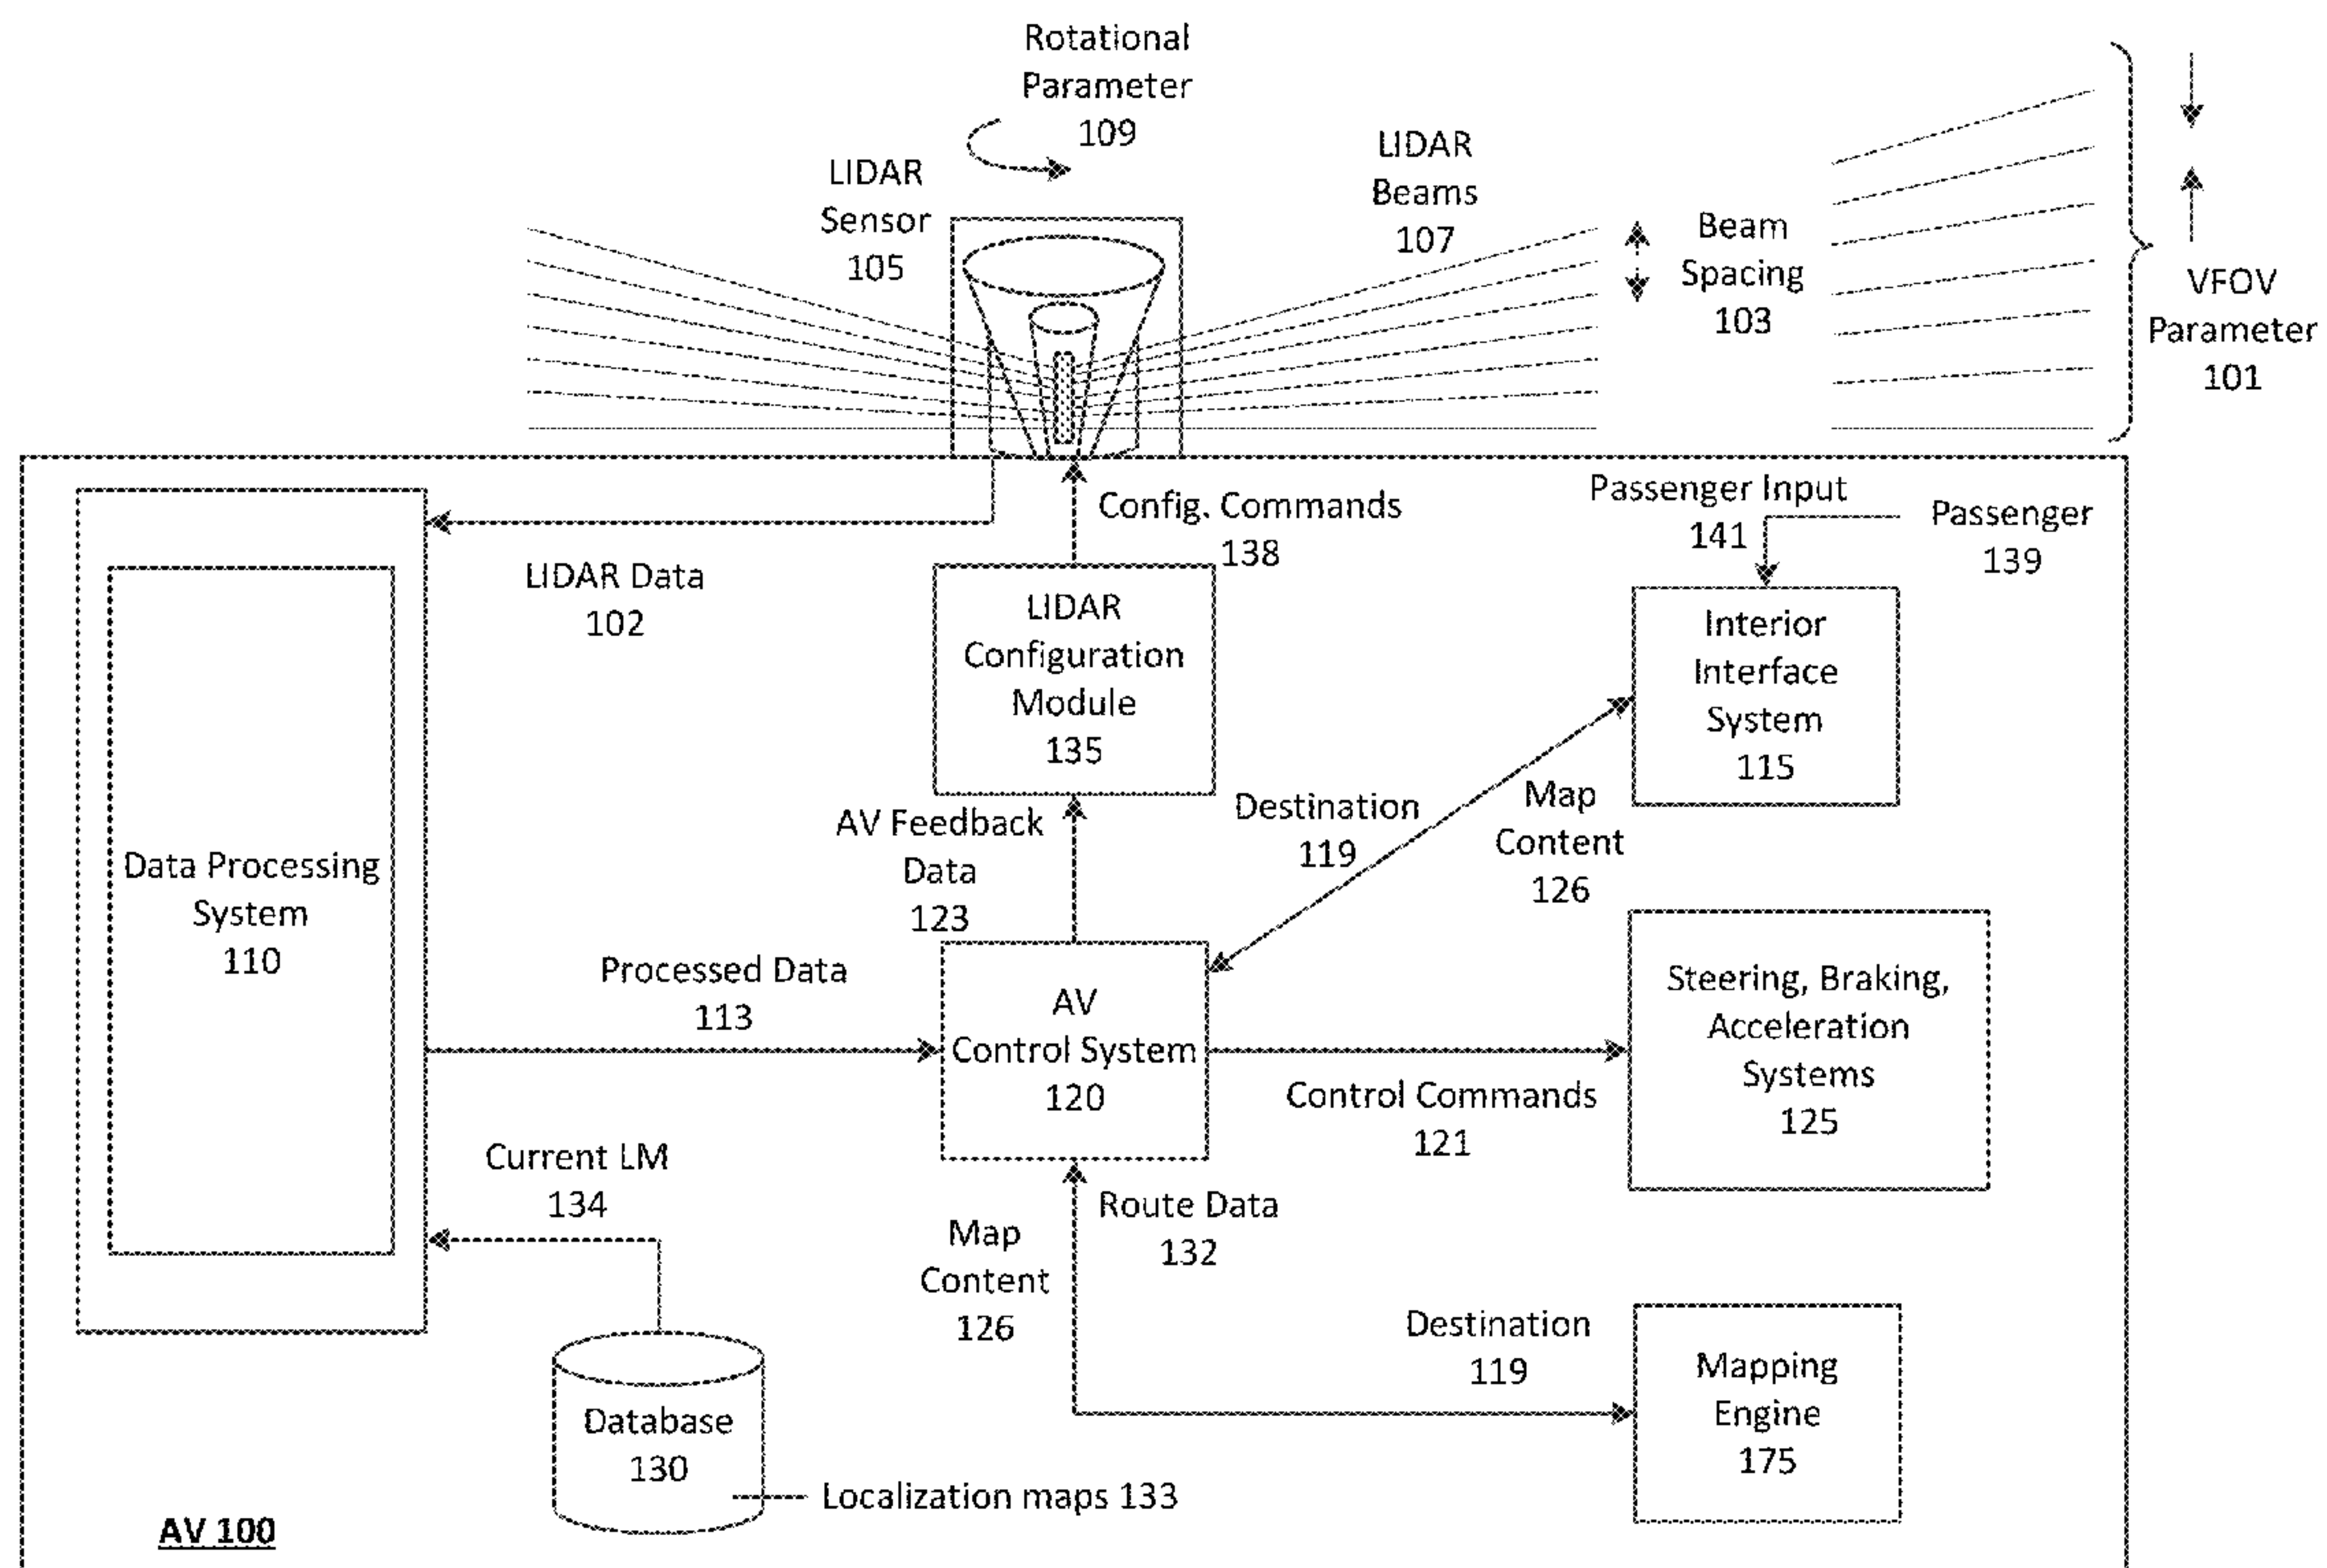 Rotational
Parameter
109
LIDAR
Sensor
105
LIDAR
Beams
107
Beam
Spacing
103
VFOV
Parameter
101
Config. Commands
138
Passenger Input
141
Passenger
139
LIDAR Data
102
LIDAR
Configuration
Module
135
Interior
Interface
System
115
AV Feedback
Data
123
Destination
119
Map
Content
126
Data Processing
System
110
Processed Data
113
AV
Control System
120
Steering, Braking,
Acceleration
Systems
125
Control Commands
121
Current LM
134
Map
Content
126
Route Data
132
Destination
119
Mapping
Engine
175
Database
130
Localization maps 133
AV 100